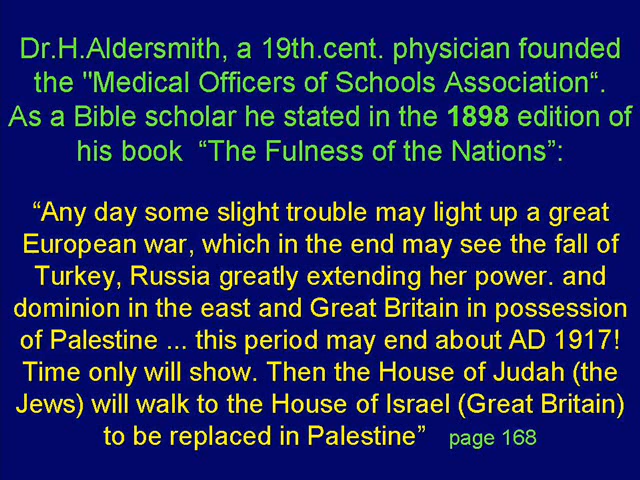 Dr.H.Aldersmith, a 19th.cent. physician founded
the "Medical Officers of Schools Association“.
As a Bible scholar he stated in the 1898 edition of
his book “The Fulness of the Nations”:
“Any day some slight trouble may light up a great
European war, which in the end may see the fall of
Turkey, Russia greatly extending her power. and
dominion in the east and Great Britain in possession
of Palestine ... this period may end about AD 1917!
Time only will show. Then the House of Judah (the
Jews) will walk to the House of Israel (Great Britain)
to be replaced in Palestine” page 168